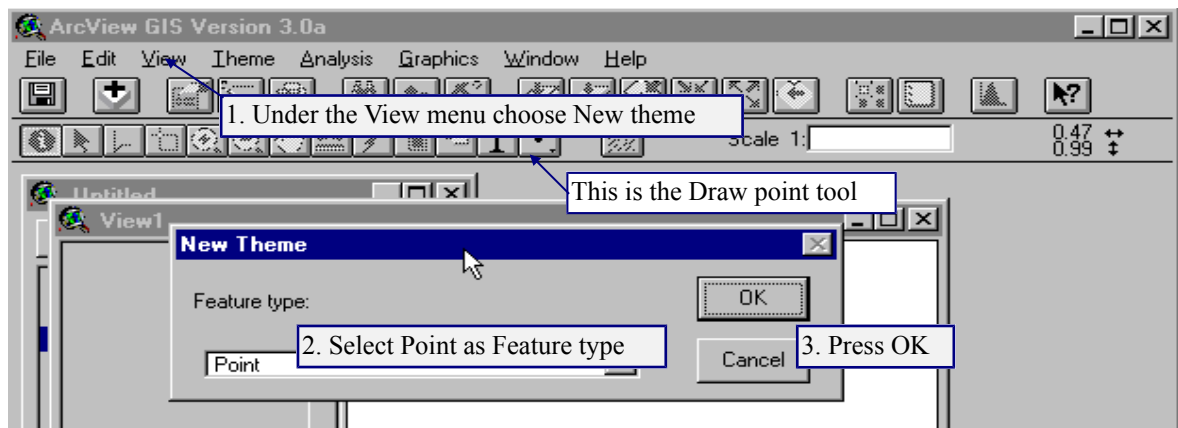 ArcView GIS Version 3.0a
File Edit View Theme Analysis Graphics Window Help
1. Under the View menu choose New theme
Scale 1:
0.47
0.99
This is the Draw point tool
Untitled
View1
New Theme
Feature type:
OK
2. Select Point as Feature type
3. Press OK
Point
Cancel